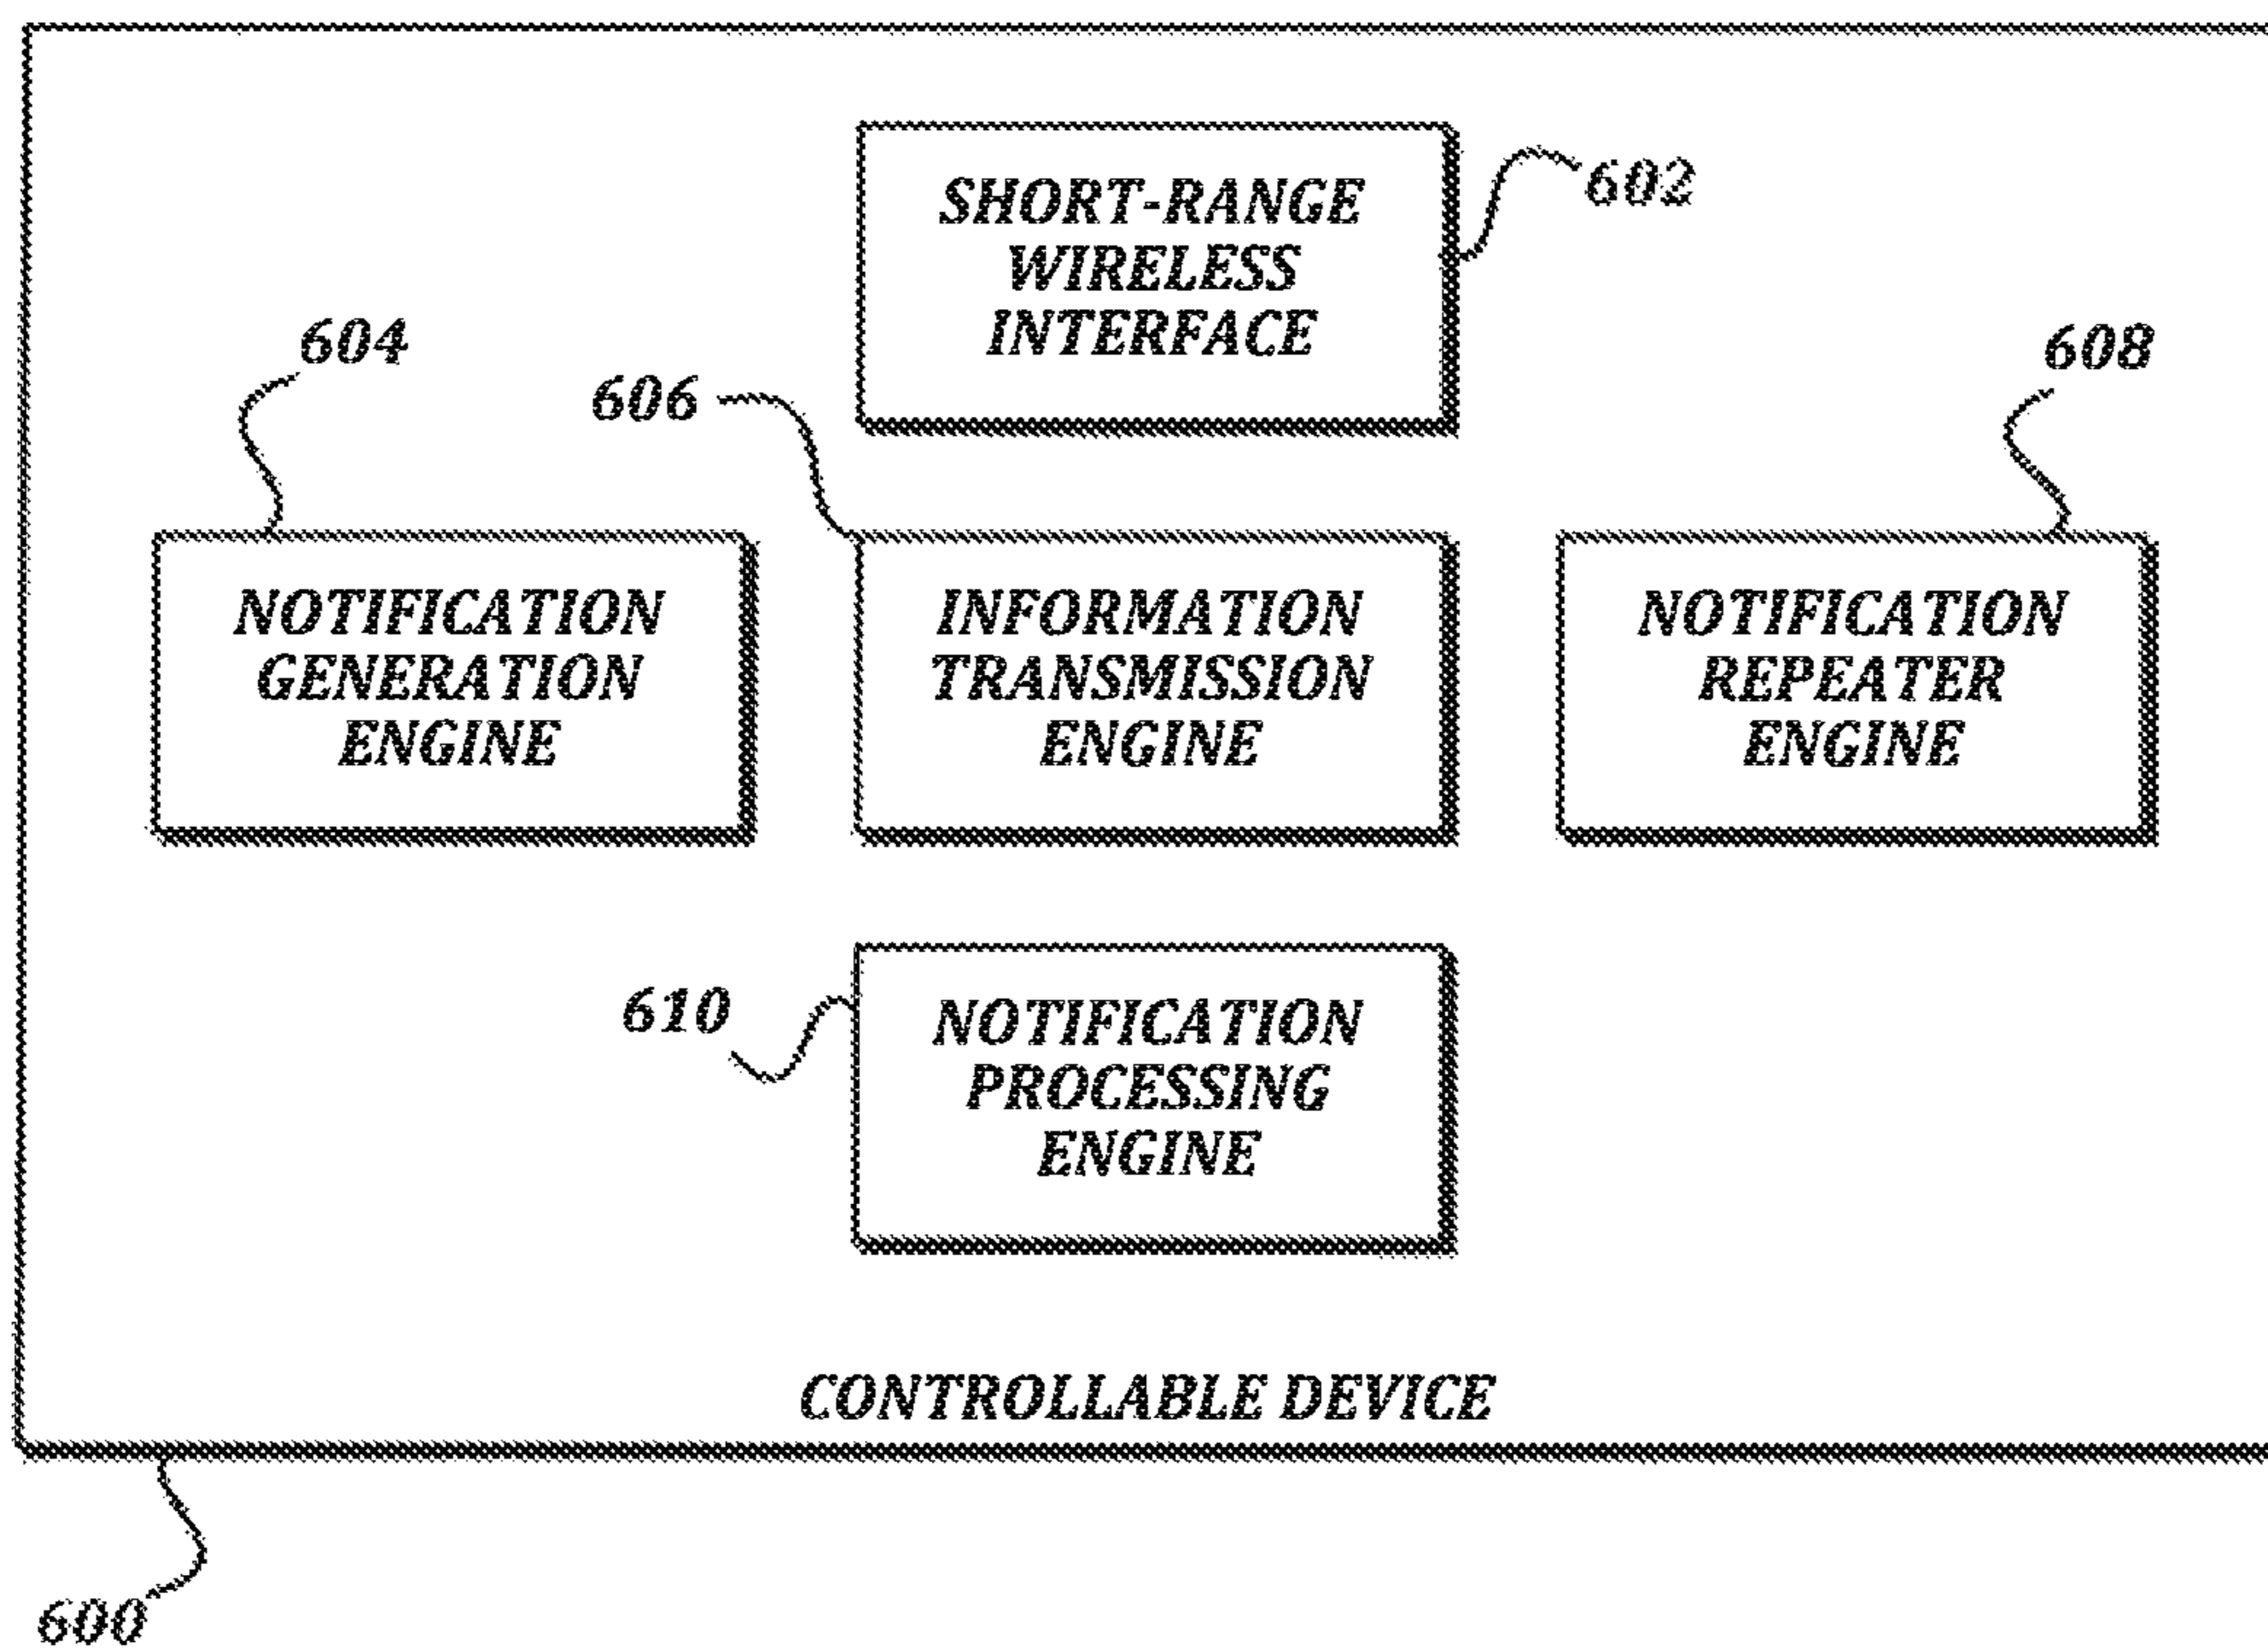 SHORT-RANGE
WIRELESS
INTERFACE
602
604
606
608
NOTIFICATION
GENERATION
ENGINE
INFORMATION
TRANSMISSION
ENGINE
NOTIFICATION
REPEATER
ENGINE
610
NOTIFICATION
PROCESSING
ENGINE
CONTROLLABLE DEVICE
600